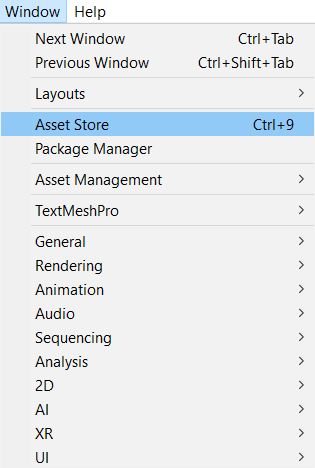 Window Help
Next Window Ctrl+Tab
Previous Window Ctrl+Shift+Tab
Layouts
Asset Store Ctrl+9
Package Manager
Asset Management
TextMeshPro
General
Rendering
Animation
Audio
Sequencing
Analysis
2D
AI
XR
UI